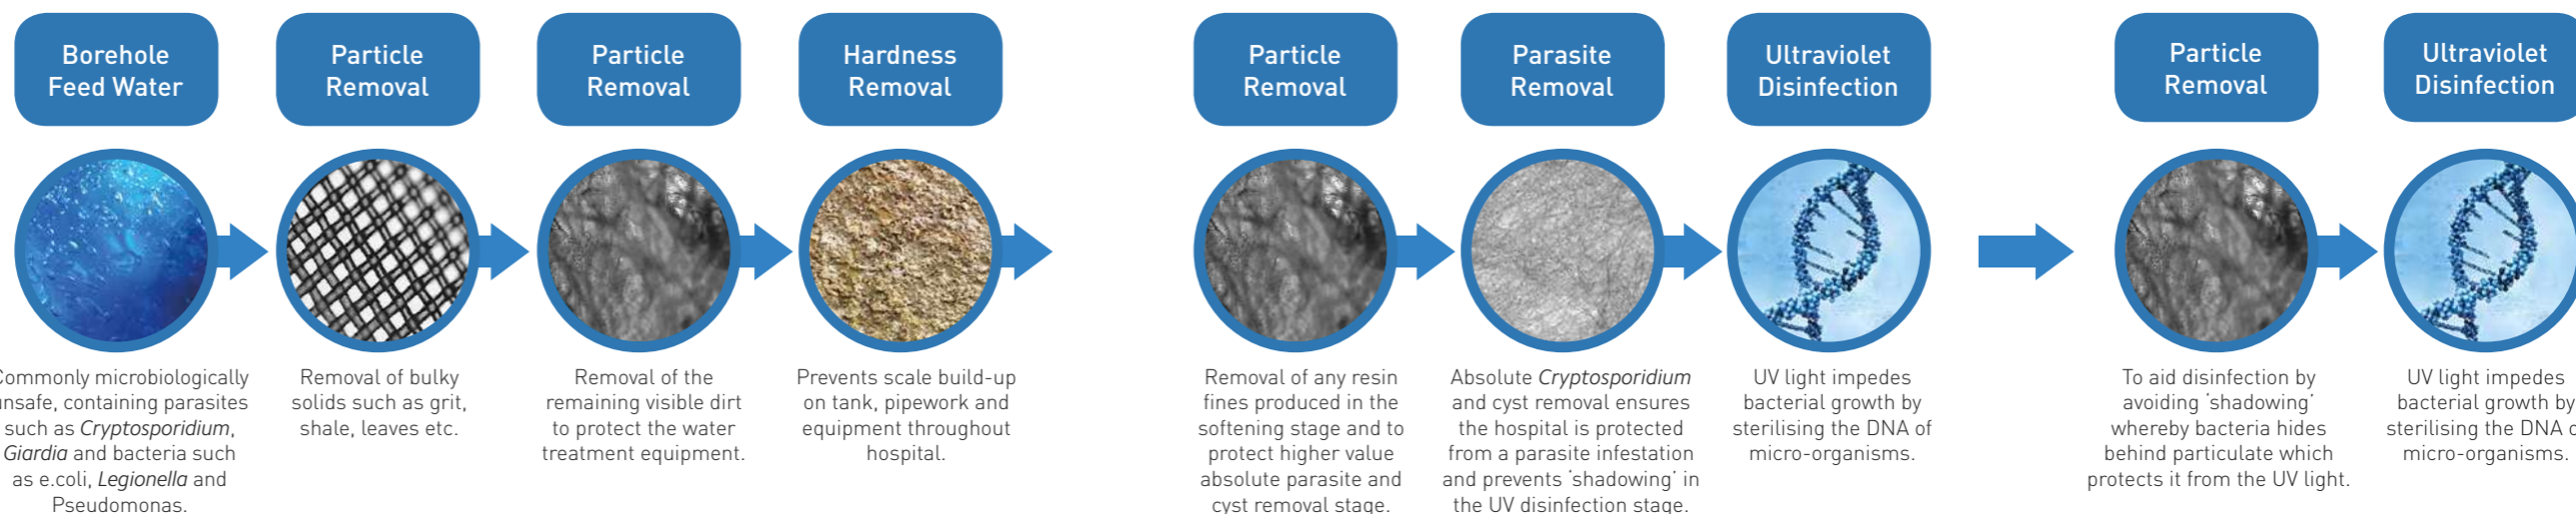 Borehole
Feed Water
Commonly microbiologically
unsafe, containing parasites
such as Cryptosporidium,
Giardia and bacteria such
as e.coli, Legionella and
Pseudomonas.
Particle
Removal
Removal of bulky
solids such as grit,
shale, leaves etc.
Particle
Removal
Removal of the
remaining visible dirt
to protect the water
treatment equipment.
Hardness
Removal
Prevents scale build-up
on tank, pipework and
equipment throughout
hospital.
Particle
Removal
Removal of any resin
fines produced in the
softening stage and to
protect higher value
absolute parasite and
cyst removal stage.
Parasite
Removal
Absolute Cryptosporidium
and cyst removal ensures
the hospital is protected
from a parasite infestation
and prevents ‘shadowing’ in
the UV disinfection stage.
Ultraviolet
Disinfection
UV light impedes
bacterial growth by
sterilising the DNA of
micro-organisms.
Particle
Removal
To aid disinfection by
avoiding ‘shadowing’
whereby bacteria hides
behind particulate which
protects it from the UV light.
Ultraviolet
Disinfection
UV light impedes
bacterial growth by
sterilising the DNA of
micro-organisms.